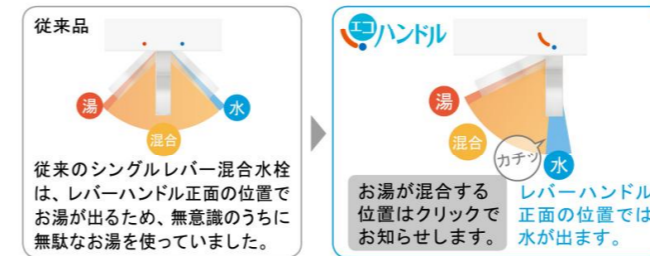 従来品
湯
水
混合
従来のシングルレバー混合水栓
は、レバーハンドル正面の位置で
お湯が出るため、無意識のうちに
無駄なお湯を使っていました。
エコハンドル
湯
混合
カチッ
水
お湯が混合する
位置はクリックで
お知らせします。
レバーハンドル
正面の位置では
水が出ます。